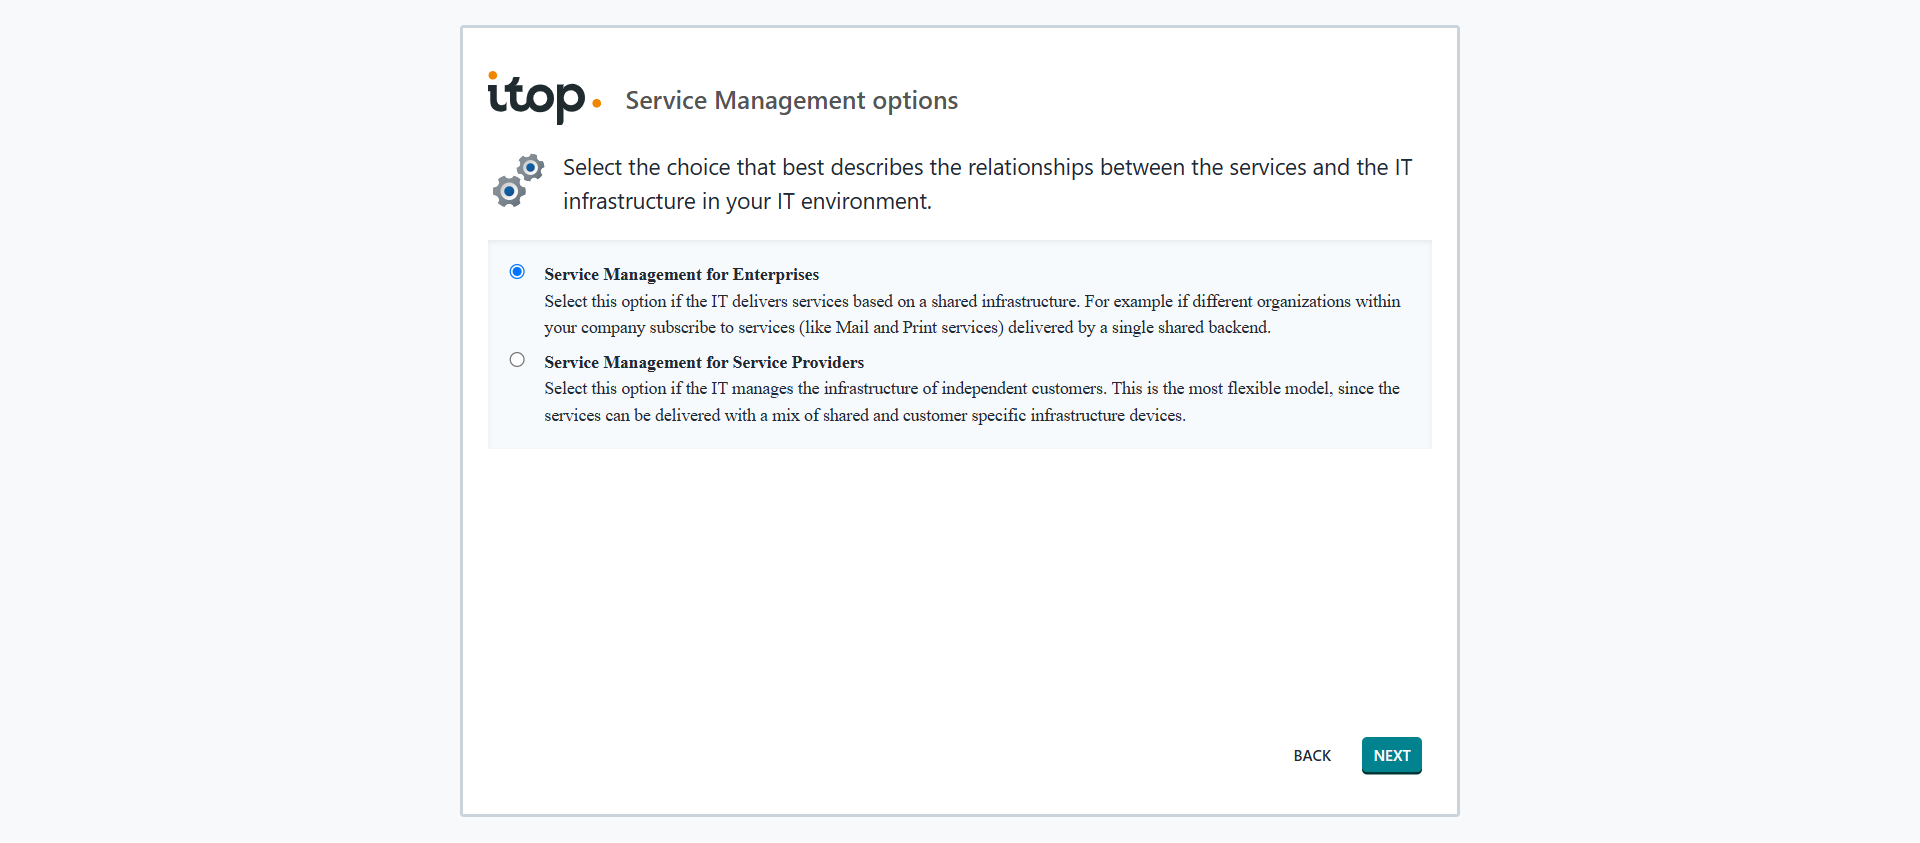 itop
Service Management options
Select the choice that best describes the relationships between the services and the IT
infrastructure in your IT environment.
Service Management for Enterprises
Select this option if the IT delivers services based on a shared infrastructure. For example if different organizations within
your company subscribe to services (like Mail and Print services) delivered by a single shared backend.
Service Management for Service Providers
Select this option if the IT manages the infrastructure of independent customers. This is the most flexible model, since the
services can be delivered with a mix of shared and customer specific infrastructure devices.
BACK NEXT